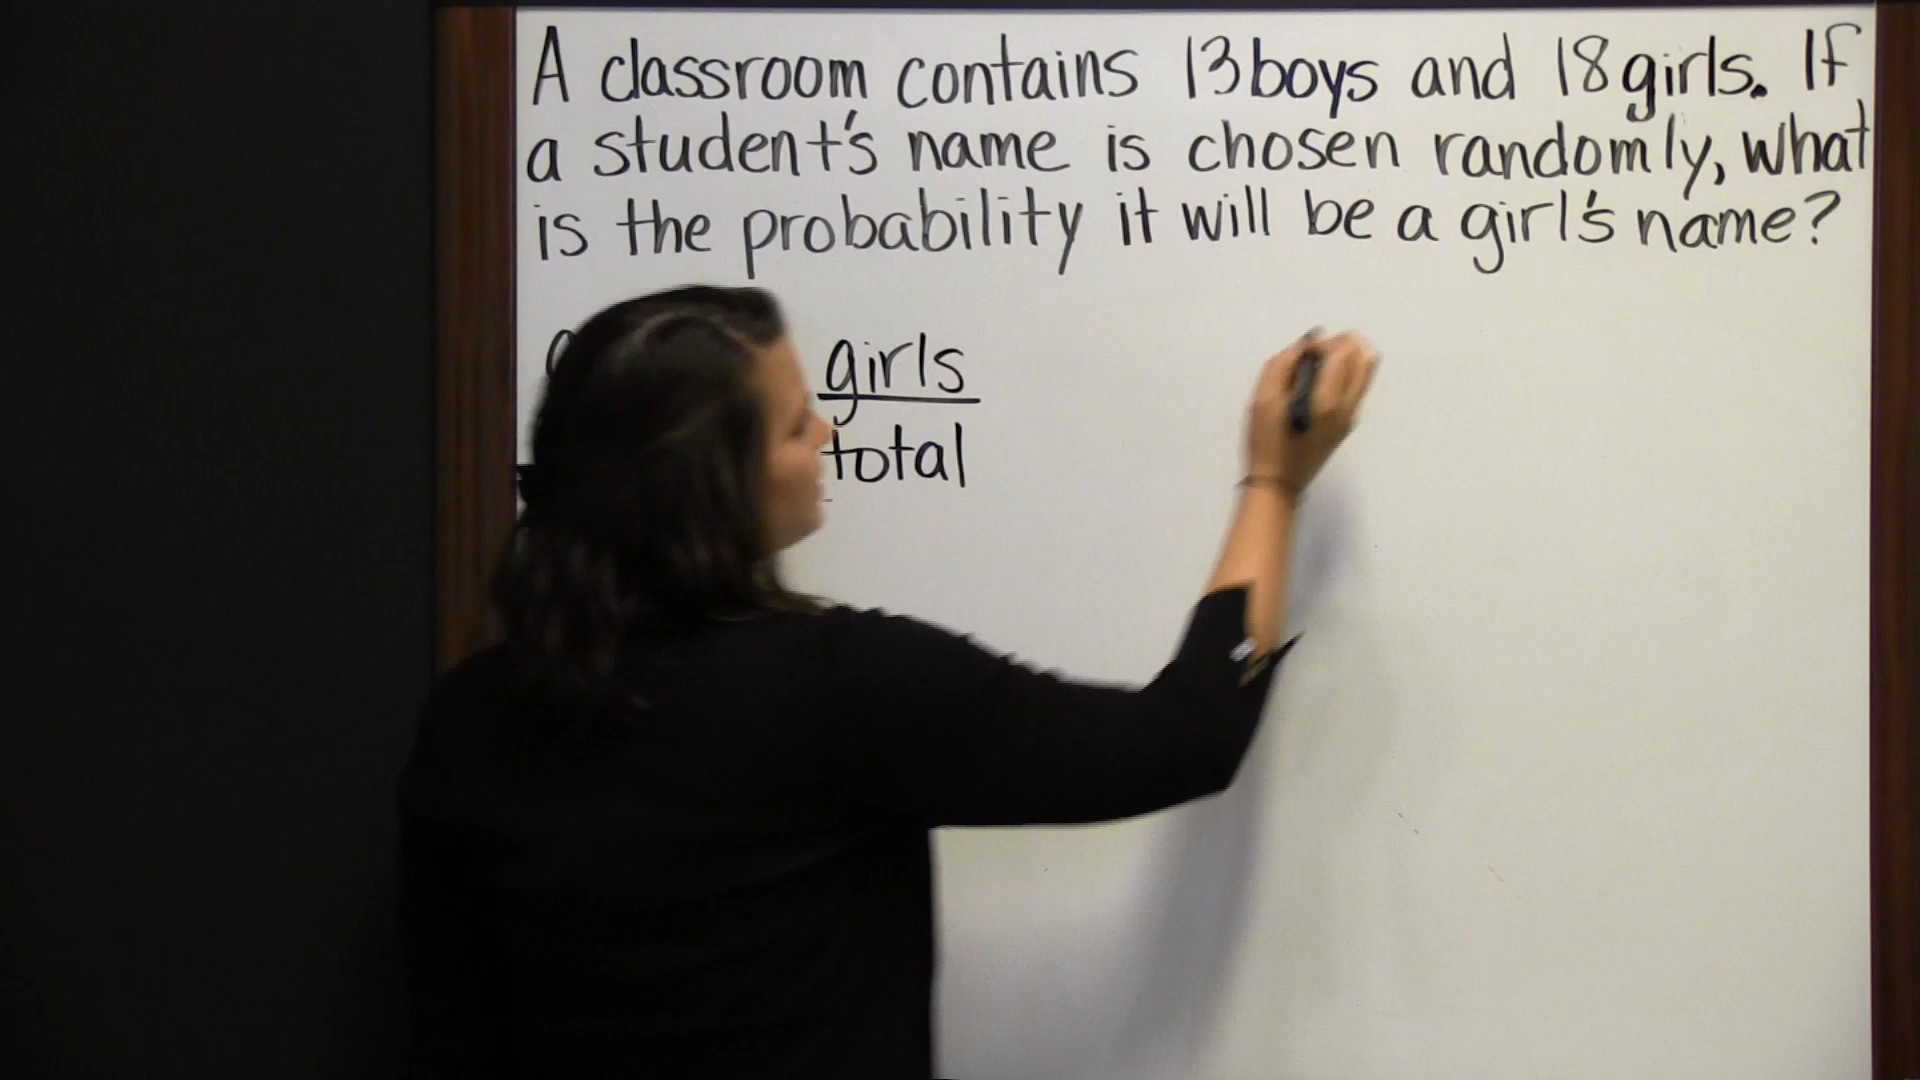 A classroom contains 13 boys and 18 girls. If
a student's name is chosen randomly, what
is the probability it will be a girl's name?
girls
total